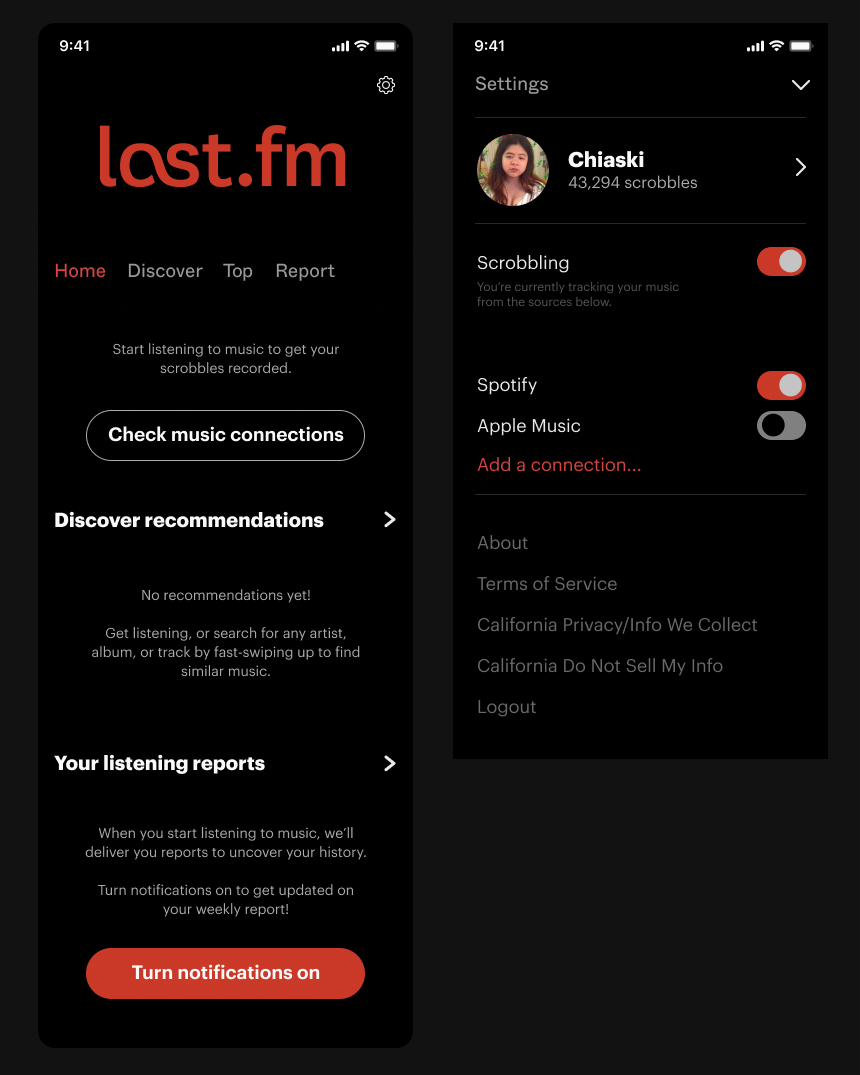 9:41
last.fm
Home Discover Top Report
Start listening to music to get your
scrobbles recorded.
Check music connections
Discover recommendations
No recommendations yet!
Get listening, or search for any artist,
album, or track by fast-swiping up to find
similar music.
Your listening reports
When you start listening to music, we’ll
deliver you reports to uncover your history.
Turn notifications on to get updated on
your weekly report!
Turn notifications on
9:41
Settings
Chiaski
43,294 scrobbles
Scrobbling
You’re currently tracking your music
from the sources below.
Spotify
Apple Music
Add a connection...
About
Terms of Service
California Privacy/Info We Collect
California Do Not Sell My Info
Logout